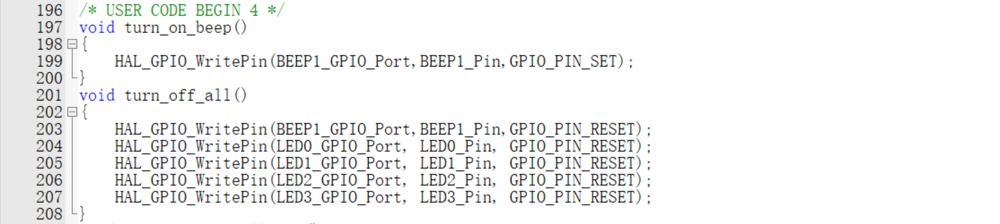 196 /* USER CODE BEGIN 4 */
197 void turn_on_beep()
198 {
199 HAL_GPIO_WritePin(BEEP1_GPIO_Port,BEEP1_Pin,GPIO_PIN_SET);
200 }
201 void turn_off_all()
202 {
203 HAL_GPIO_WritePin(BEEP1_GPIO_Port,BEEP1_Pin,GPIO_PIN_RESET);
204 HAL_GPIO_WritePin(LED0_GPIO_Port, LED0_Pin, GPIO_PIN_RESET);
205 HAL_GPIO_WritePin(LED1_GPIO_Port, LED1_Pin, GPIO_PIN_RESET);
206 HAL_GPIO_WritePin(LED2_GPIO_Port, LED2_Pin, GPIO_PIN_RESET);
207 HAL_GPIO_WritePin(LED3_GPIO_Port, LED3_Pin, GPIO_PIN_RESET);
208 }